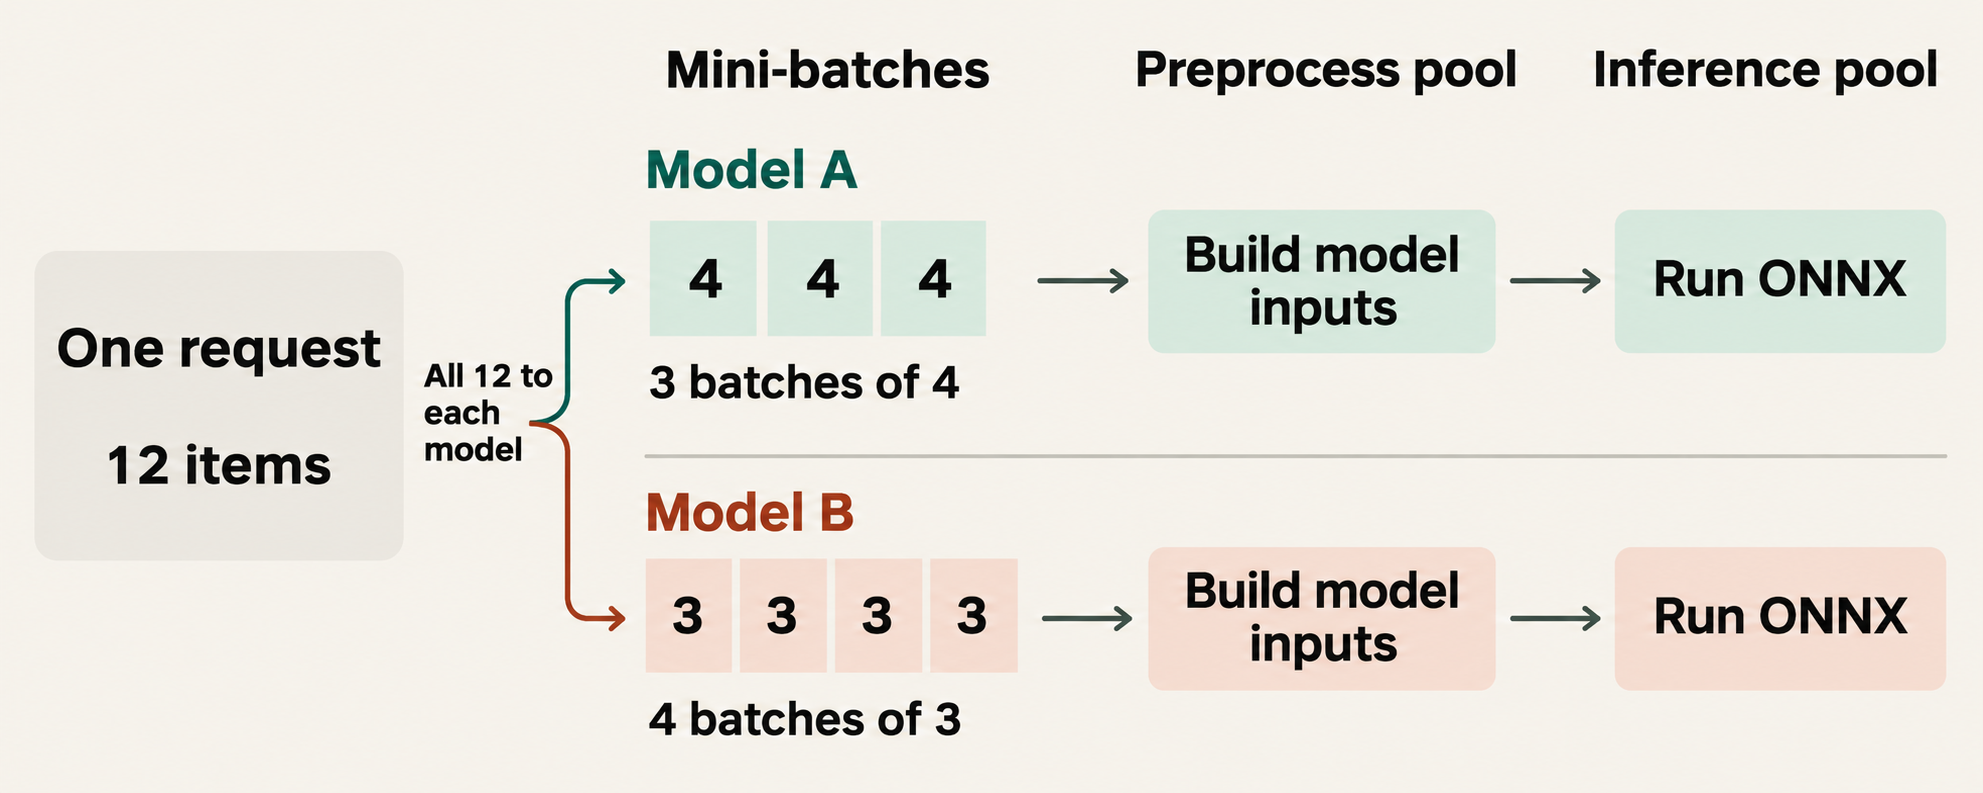 Mini-batches
Preprocess pool
Inference pool
One request
12 items
All 12 to
each
model
Model A
4
4
4
3 batches of 4
Build model
inputs
Run ONNX
Model B
3
3
3
3
4 batches of 3
Build model
inputs
Run ONNX